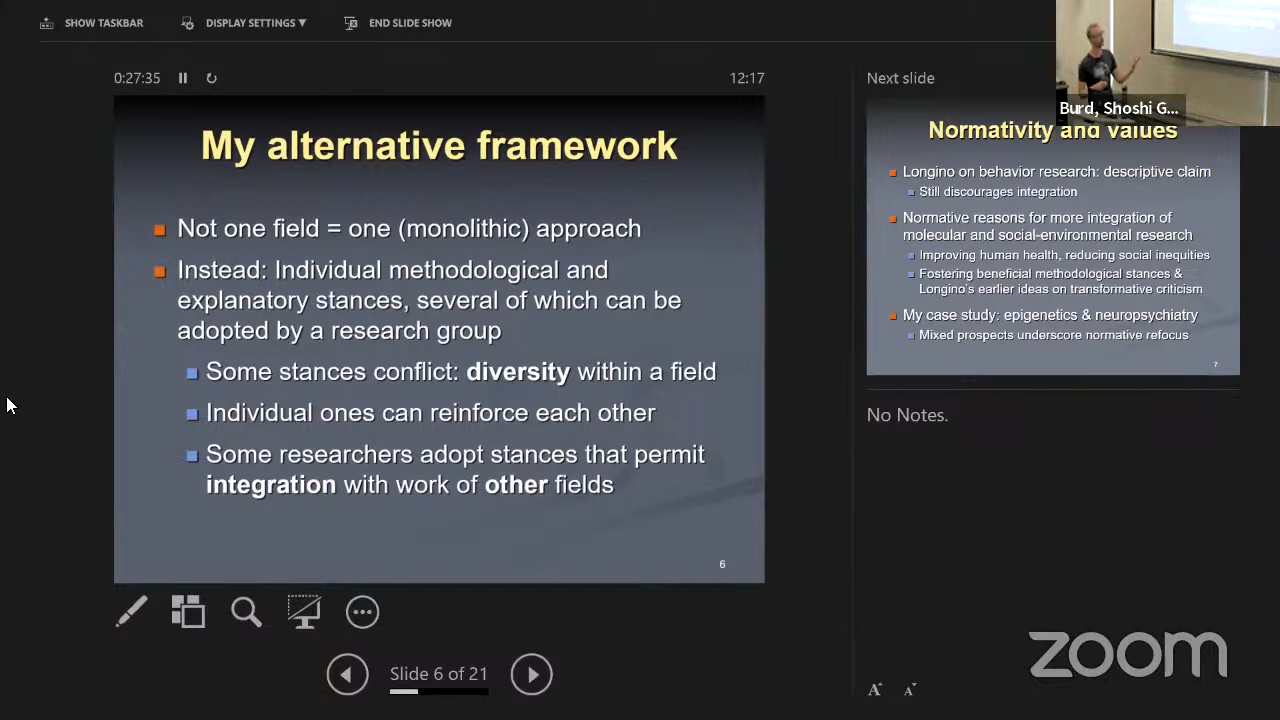 SHOW TASKBAR
DISPLAY SETTINGS ▼
END SLIDE SHOW
0:27:35
12:17
My alternative framework
Not one field = one (monolithic) approach
Instead: Individual methodological and
explanatory stances, several of which can be
adopted by a research group
Some stances conflict: diversity within a field
Individual ones can reinforce each other
Some researchers adopt stances that permit
integration with work of other fields
6
Slide 6 of 21
Next slide
Burd, Shoshi G...
Normativity and values
Longino on behavior research: descriptive claim
Still discourages integration
Normative reasons for more integration of
molecular and social-environmental research
Improving human health, reducing social inequities
Fostering beneficial methodological stances &
Longino's earlier ideas on transformative criticism
My case study: epigenetics & neuropsychiatry
Mixed prospects underscore normative refocus
7
No Notes.
A A
zoom